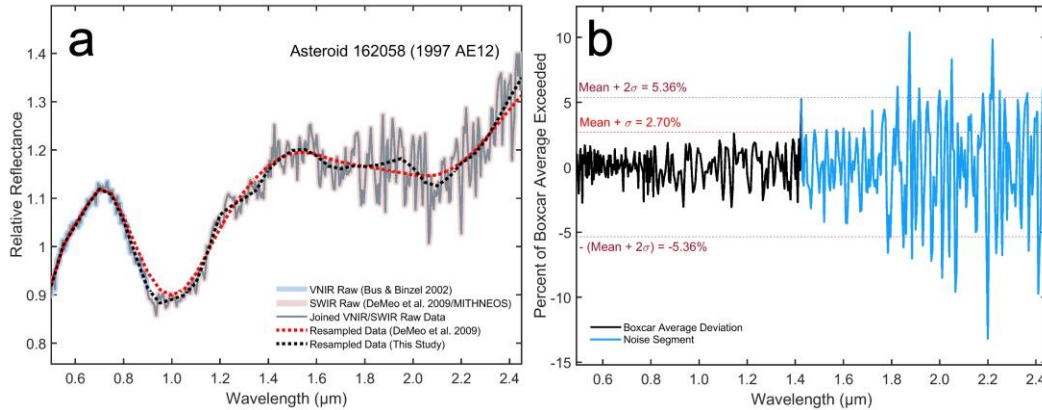 a
Asteroid 162058 (1997 AE12)
1.4
1.3
1.2
1.1
1
0.9
0.8
Relative Reflectance
VNIR Raw (Bus & Binzel 2002)
SWIR Raw (DeMeo et al. 2009/MITHNEOS)
Joined VNIR/SWIR Raw Data
Resampled Data (DeMeo et al. 2009)
Resampled Data (This Study)
0.6 0.8 1.0 1.2 1.4 1.6 1.8 2.0 2.2 2.4
Wavelength (µm)
b
10
5
0
-5
-10
-15
Percent of Boxcar Average Exceeded
Mean + 2σ = 5.36%
Mean + σ = 2.70%
- (Mean + 2σ) = -5.36%
Boxcar Average Deviation
Noise Segment
0.6 0.8 1.0 1.2 1.4 1.6 1.8 2.0 2.2 2.4
Wavelength (µm)